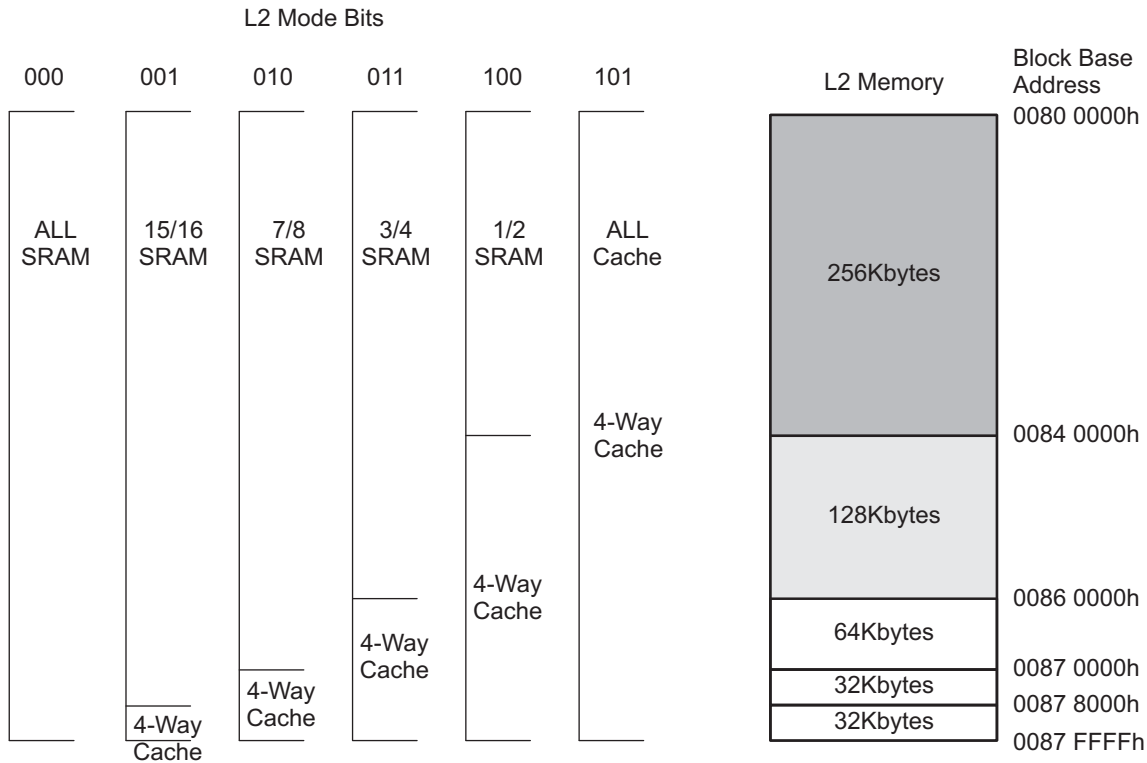 L2 Mode Bits
000 001 010 011 100 101
L2 Memory
Block Base
Address
0080 0000h
ALL
SRAM
15/16
SRAM
7/8
SRAM
3/4
SRAM
1/2
SRAM
ALL
Cache
256Kbytes
4-Way
Cache
0084 0000h
128Kbytes
4-Way
Cache
0086 0000h
4-Way
Cache
64Kbytes
0087 0000h
4-Way
Cache
32Kbytes
0087 8000h
4-Way
Cache
32Kbytes
0087 FFFFh